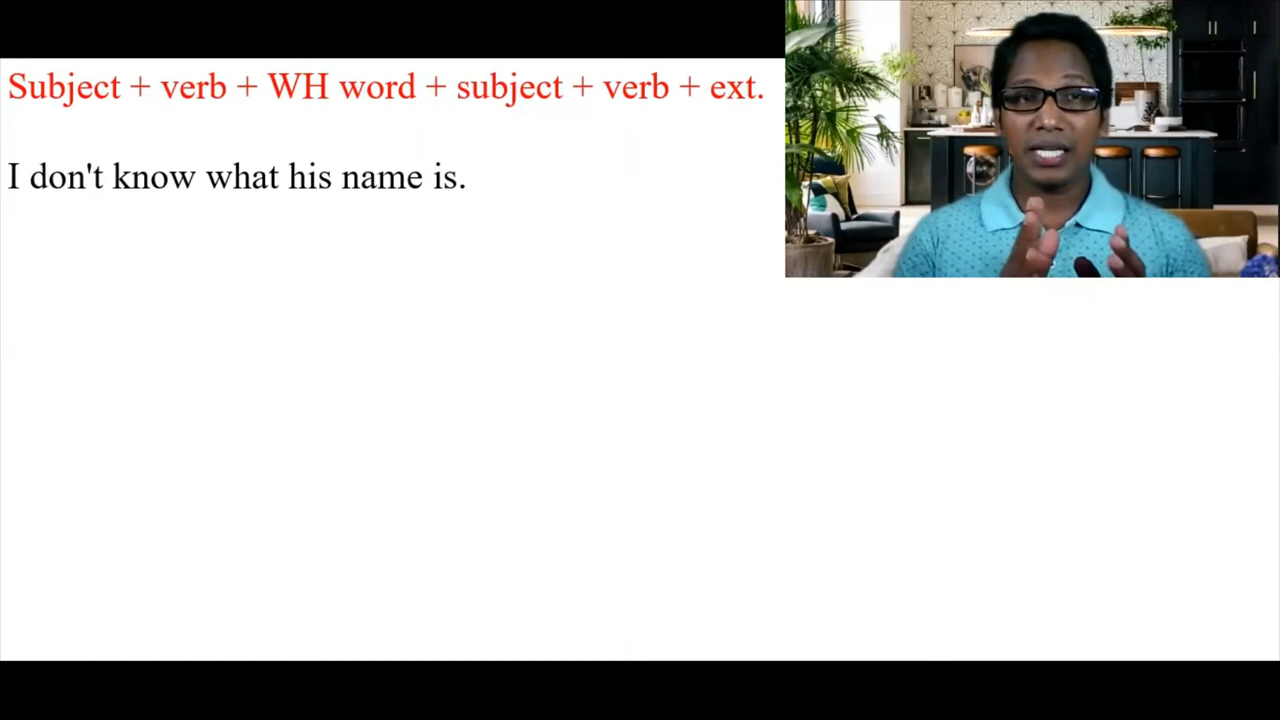 Subject + verb + WH word + subject + verb + ext.
I don't know what his name is.